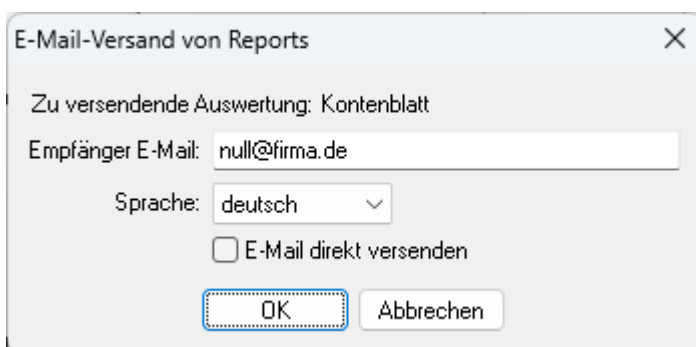 E-Mail-Versand von Reports
Zu versendende Auswertung: Kontenblatt
Empfänger E-Mail: null@firma.de
Sprache: deutsch
E-Mail direkt versenden
OK Abbrechen